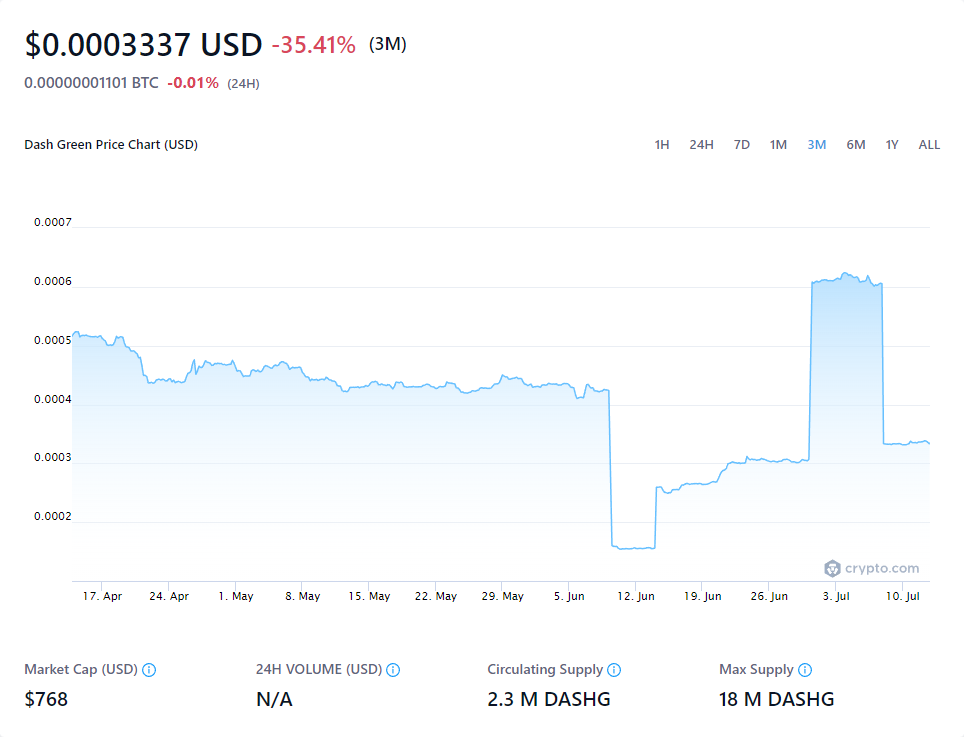 $0.0003337 USD -35.41% (3M)
0.00000001101 BTC -0.01% (24H)
Dash Green Price Chart (USD)
1H 24H 7D 1M 3M 6M 1Y ALL
0.0007
0.0006
0.0005
0.0004
0.0003
0.0002
crypto.com
17. Apr 24. Apr 1. May 8. May 15. May 22. May 29. May 5. Jun 12. Jun 19. Jun 26. Jun 3. Jul 10. Jul
Market Cap (USD) 24H VOLUME (USD) Circulating Supply Max Supply
$768 N/A 2.3 M DASHG 18 M DASHG